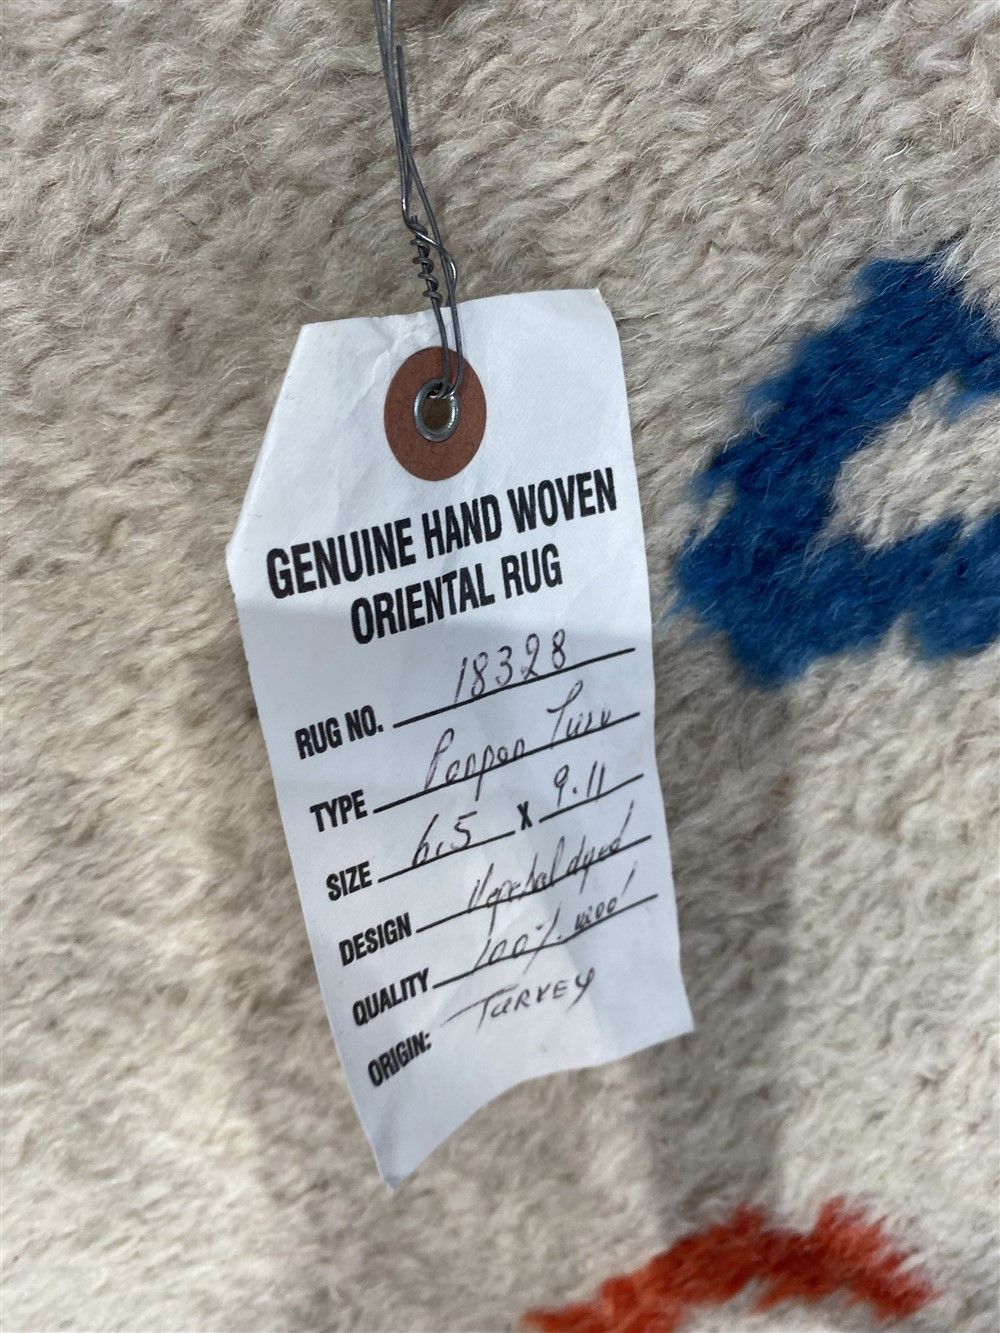 GENUINE HAND WOVEN
ORIENTAL RUG
RUG NO. 18328
TYPE
SIZE 6.5 X 9.11
DESIGN dyed
QUALITY 100%. wool
ORIGIN: TURKEY